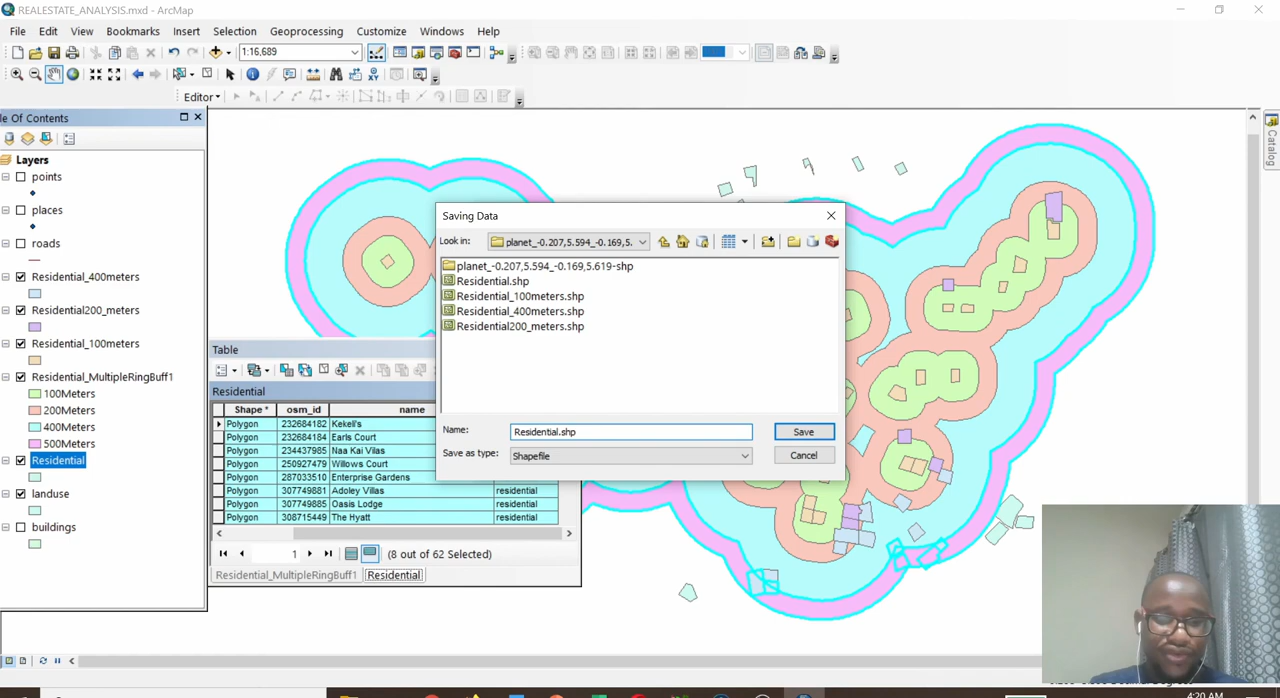 REALESTATE_ANALYSIS.mxd - ArcMap
File Edit View Bookmarks Insert Selection Geoprocessing Customize Windows Help
1:16,689
Editor
le Of Contents
Layers
points
places
roads
Residential_400meters
Residential200_meters
Residential_100meters
Residential_MultipleRingBuff1
100Meters
200Meters
400Meters
500Meters
Residential
landuse
buildings
Table
Residential
Shape * osm_id name
Polygon 232684182 Kekeli's
Polygon 232684184 Earls Court
Polygon 234437985 Naa Kai Vilas
Polygon 250927479 Willows Court
Polygon 287033510 Enterprise Gardens
Polygon 307749881 Adoley Villas residential
Polygon 307749885 Oasis Lodge residential
Polygon 308715449 The Hyatt residential
1 (8 out of 62 Selected)
Residential_MultipleRingBuff1 Residential
Saving Data
Look in: planet_-0.207,5.594_-0.169,5.
planet_-0.207,5.594_-0.169,5.619-shp
Residential.shp
Residential_100meters.shp
Residential_400meters.shp
Residential200_meters.shp
Name: Residential.shp Save
Save as type: Shapefile Cancel
Catalog
4:20 AM